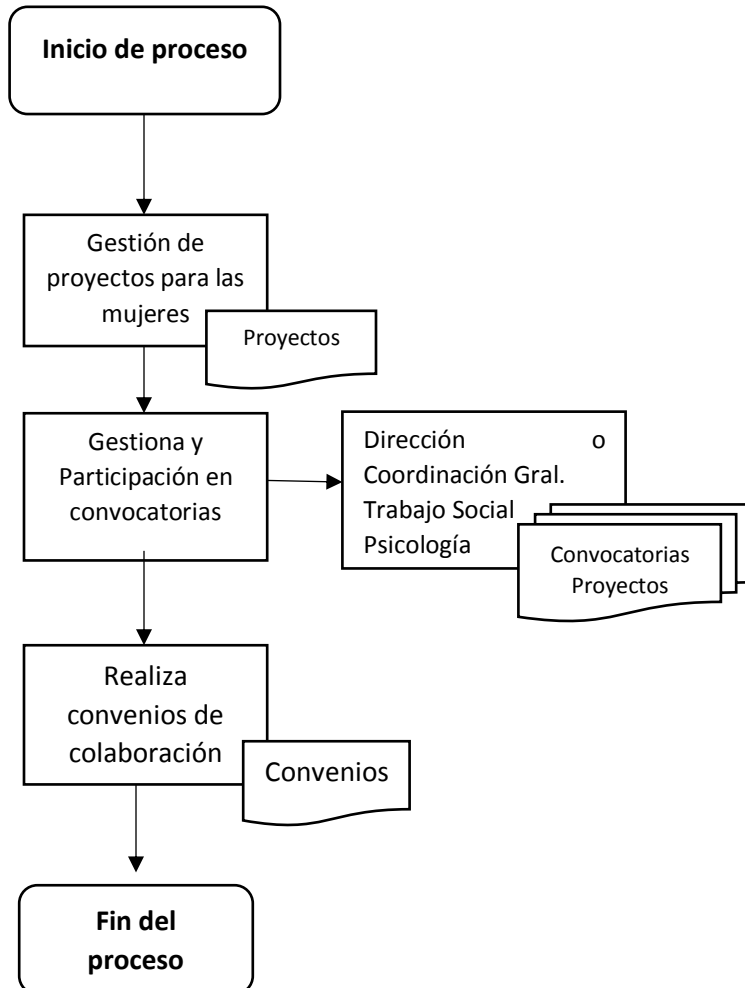 Inicio de proceso
Gestión de
proyectos para las
mujeres
Proyectos
Gestiona y
Participación en
convocatorias
Dirección o
Coordinación Gral.
Trabajo Social
Psicología
Convocatorias
Proyectos
Realiza
convenios de
colaboración
Convenios
Fin del
proceso